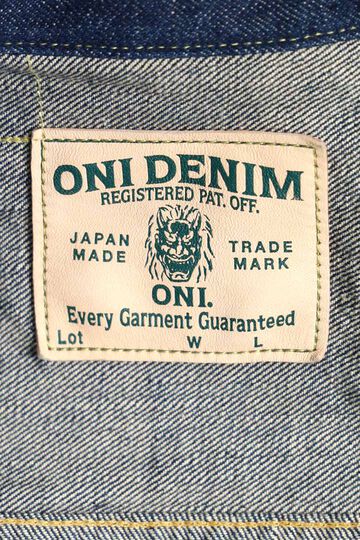 ONI DENIM
REGISTERED PAT. OFF.
JAPAN MADE
TRADE MARK
ONI.
Every Garment Guaranteed
Lot W L